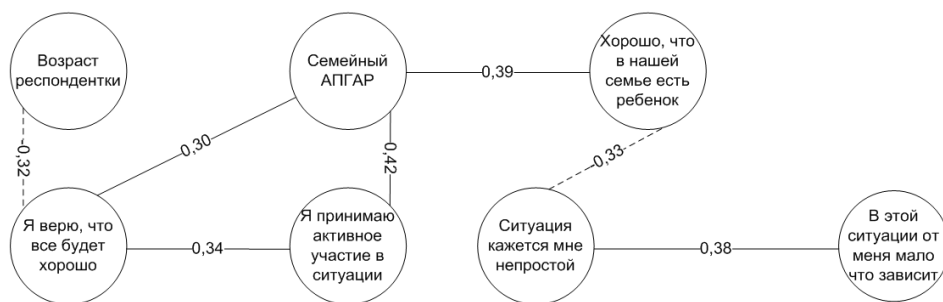 Возраст
респондентки
Семейный
АПГАР
0,39
Хорошо, что
в нашей
семье есть
ребенок
0,32
0,30
0,42
0,33
Я верю, что
все будет
хорошо
0,34
Я принимаю
активное
участие в
ситуации
Ситуация
кажется мне
непростой
0,38
В этой
ситуации от
меня мало
что зависит